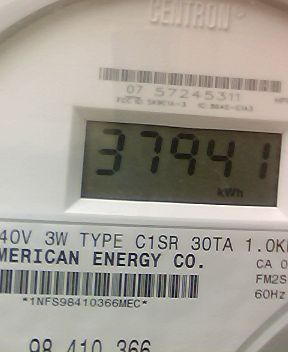 CENTRON
07 57245311
37941
kWh
40V 3W TYPE C1SR 30TA 1.0K
MERICAN ENERGY CO.
CA 0
FM2S
60Hz
*1NFS98410366MEC*
98 410 366